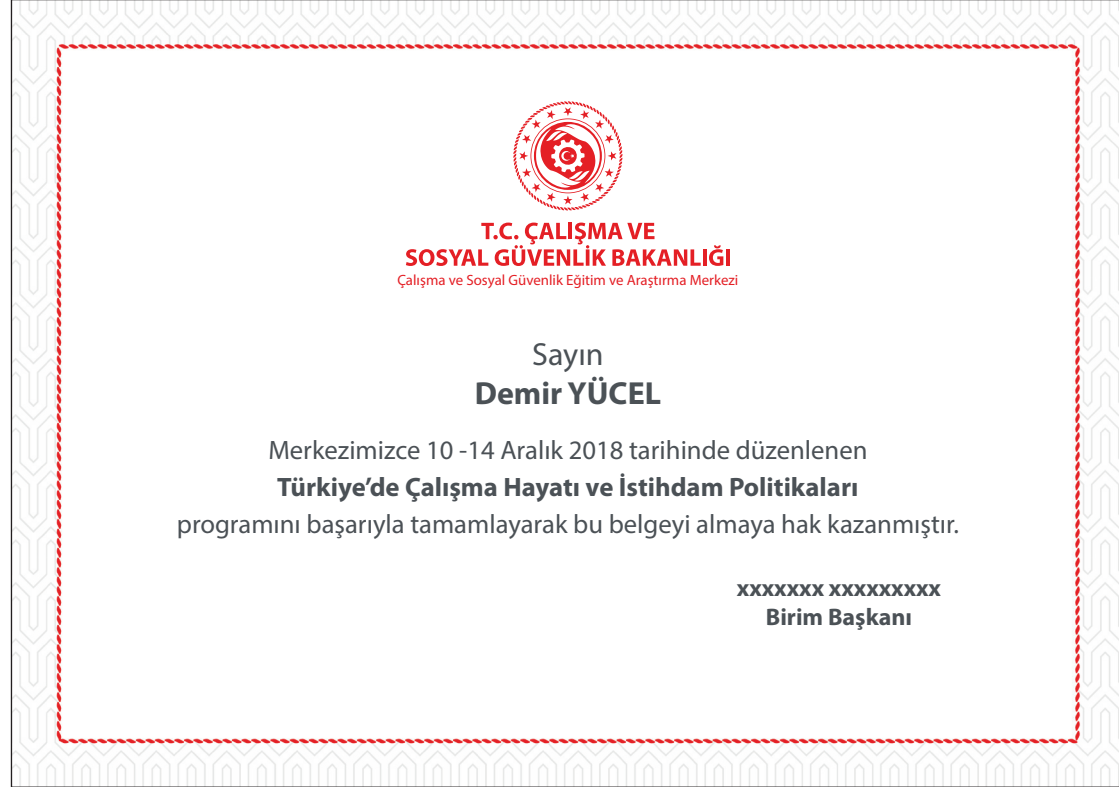 T.C. ÇALIŞMA VE
SOSYAL GÜVENLİK BAKANLIĞI
Çalışma ve Sosyal Güvenlik Eğitim ve Araştırma Merkezi
Sayın
Demir YÜCEL
Merkezimizce 10 -14 Aralık 2018 tarihinde düzenlenen
Türkiye’de Çalışma Hayatı ve İstihdam Politikaları
programını başarıyla tamamlayarak bu belgeyi almaya hak kazanmıştır.
xxxxxxx xxxxxxxxx
Birim Başkanı